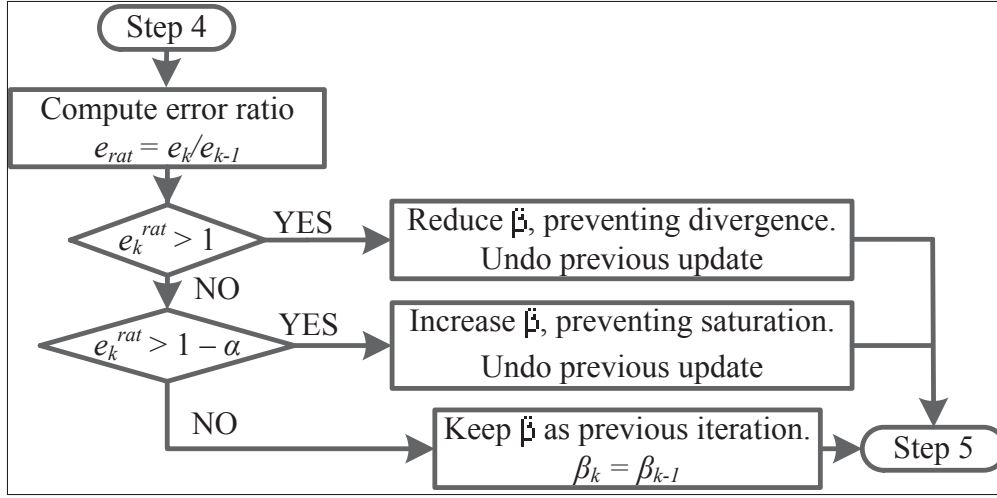 Step 4
Compute error ratio
e_rat = e_k/e_{k-1}
e_k^rat > 1
YES
Reduce β, preventing divergence.
Undo previous update
NO
e_k^rat > 1 – α
YES
Increase β, preventing saturation.
Undo previous update
NO
Keep β as previous iteration.
β_k = β_{k-1}
Step 5